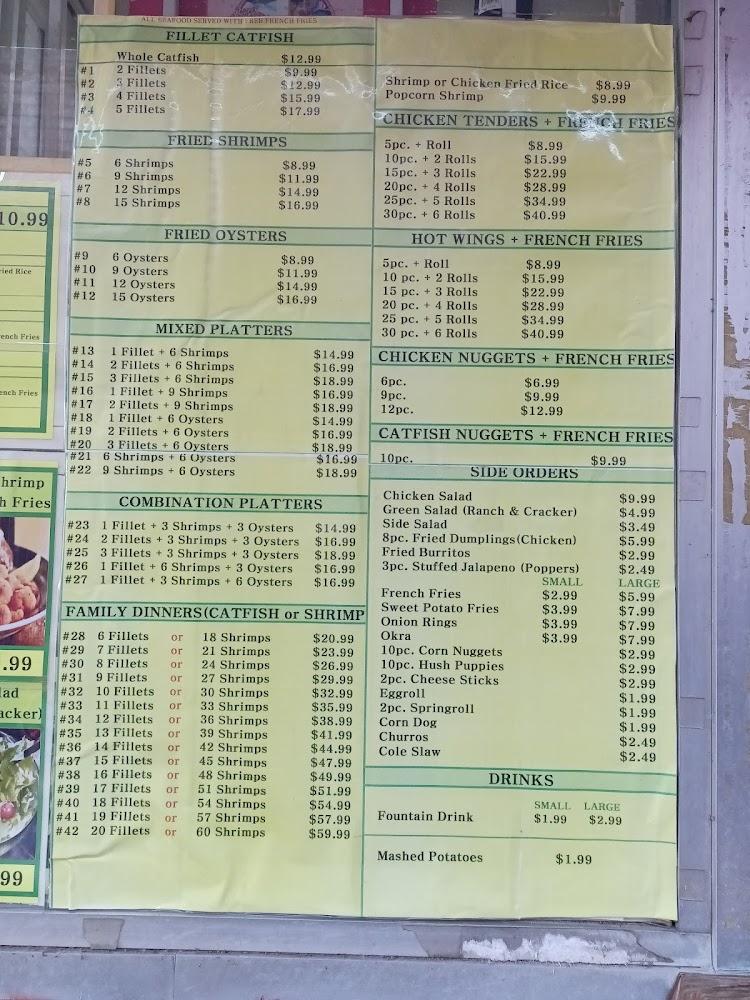 ALL SEAFOOD SERVED WITH FRENCH FRIES
FILLET CATFISH
Whole Catfish $12.99
#1 2 Fillets $9.99
#2 3 Fillets $12.99
#3 4 Fillets $15.99
#4 5 Fillets $17.99
FRIED SHRIMPS
#5 6 Shrimps $8.99
#6 9 Shrimps $11.99
#7 12 Shrimps $14.99
#8 15 Shrimps $16.99
FRIED OYSTERS
#9 6 Oysters $8.99
#10 9 Oysters $11.99
#11 12 Oysters $14.99
#12 15 Oysters $16.99
MIXED PLATTERS
#13 1 Fillet + 6 Shrimps $14.99
#14 2 Fillets + 6 Shrimps $16.99
#15 3 Fillets + 6 Shrimps $18.99
#16 1 Fillet + 9 Shrimps $16.99
#17 2 Fillets + 9 Shrimps $18.99
#18 1 Fillet + 6 Oysters $14.99
#19 2 Fillets + 6 Oysters $16.99
#20 3 Fillets + 6 Oysters $18.99
#21 6 Shrimps + 6 Oysters $16.99
#22 9 Shrimps + 6 Oysters $18.99
COMBINATION PLATTERS
#23 1 Fillet + 3 Shrimps + 3 Oysters $14.99
#24 2 Fillets + 3 Shrimps + 3 Oysters $16.99
#25 3 Fillets + 3 Shrimps + 3 Oysters $18.99
#26 1 Fillet + 6 Shrimps + 3 Oysters $16.99
#27 1 Fillet + 3 Shrimps + 6 Oysters $16.99
FAMILY DINNERS(CATFISH or SHRIMP
#28 6 Fillets or 18 Shrimps $20.99
#29 7 Fillets or 21 Shrimps $23.99
#30 8 Fillets or 24 Shrimps $26.99
#31 9 Fillets or 27 Shrimps $29.99
#32 10 Fillets or 30 Shrimps $32.99
#33 11 Fillets or 33 Shrimps $35.99
#34 12 Fillets or 36 Shrimps $38.99
#35 13 Fillets or 39 Shrimps $41.99
#36 14 Fillets or 42 Shrimps $44.99
#37 15 Fillets or 45 Shrimps $47.99
#38 16 Fillets or 48 Shrimps $49.99
#39 17 Fillets or 51 Shrimps $51.99
#40 18 Fillets or 54 Shrimps $54.99
#41 19 Fillets or 57 Shrimps $57.99
#42 20 Fillets or 60 Shrimps $59.99
Shrimp or Chicken Fried Rice $8.99
Popcorn Shrimp $9.99
CHICKEN TENDERS + FRENCH FRIES
5pc. + Roll $8.99
10pc. + 2 Rolls $15.99
15pc. + 3 Rolls $22.99
20pc. + 4 Rolls $28.99
25pc. + 5 Rolls $34.99
30pc. + 6 Rolls $40.99
HOT WINGS + FRENCH FRIES
5pc. + Roll $8.99
10 pc. + 2 Rolls $15.99
15 pc. + 3 Rolls $22.99
20 pc. + 4 Rolls $28.99
25 pc. + 5 Rolls $34.99
30 pc. + 6 Rolls $40.99
CHICKEN NUGGETS + FRENCH FRIES
6pc. $6.99
9pc. $9.99
12pc. $12.99
CATFISH NUGGETS + FRENCH FRIES
10pc. $9.99
SIDE ORDERS
Chicken Salad $9.99
Green Salad (Ranch & Cracker) $4.99
Side Salad $3.49
8pc. Fried Dumplings(Chicken) $5.99
Fried Burritos $2.99
3pc. Stuffed Jalapeno (Poppers) $2.49
SMALL LARGE
French Fries $2.99 $5.99
Sweet Potato Fries $3.99 $7.99
Onion Rings $3.99 $7.99
Okra $3.99 $7.99
10pc. Corn Nuggets $2.99
10pc. Hush Puppies $2.99
2pc. Cheese Sticks $2.99
Eggroll $1.99
2pc. Springroll $1.99
Corn Dog $1.99
Churros $2.49
Cole Slaw $2.49
DRINKS
SMALL LARGE
Fountain Drink $1.99 $2.99
Mashed Potatoes $1.99
10.99
ried Rice
rench Fries
ench Fries
hrimp
h Fries
.99
lad
acker)
99